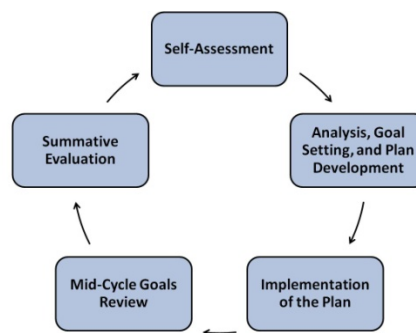 Self-Assessment
Analysis, Goal
Setting, and Plan
Development
Implementation
of the Plan
Mid-Cycle Goals
Review
Summative
Evaluation